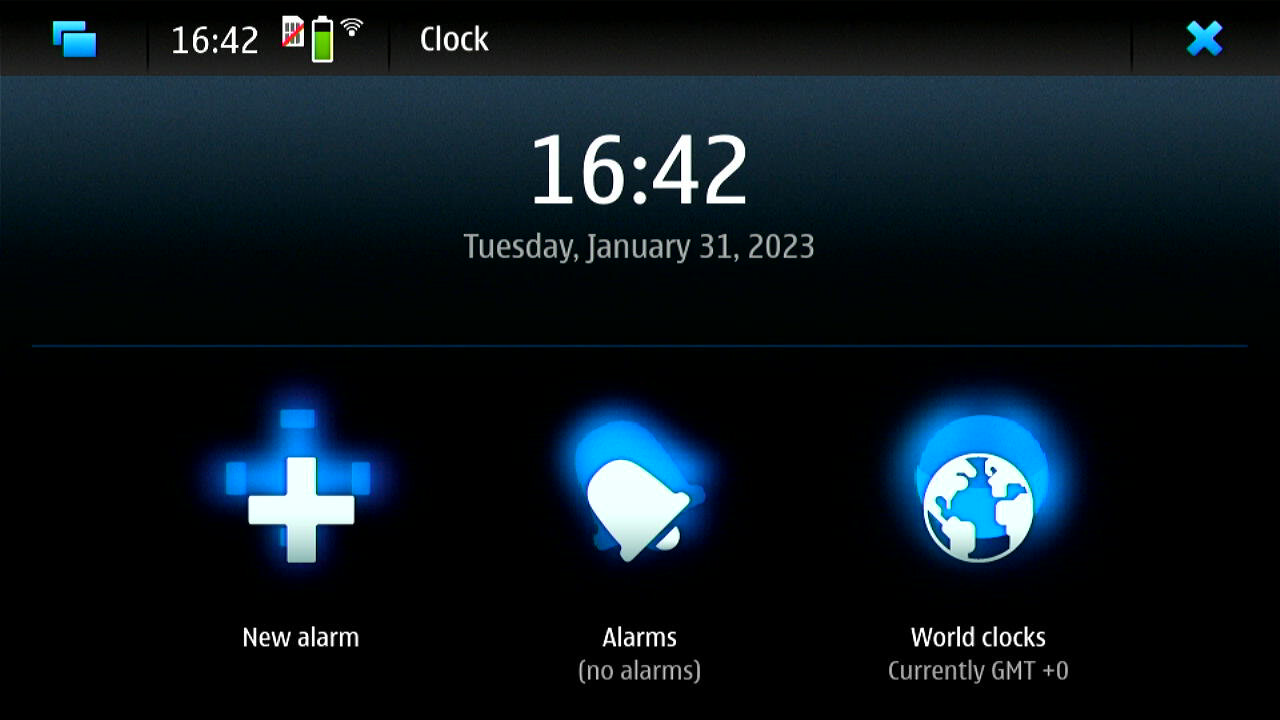 16:42 Clock
16:42
Tuesday, January 31, 2023
New alarm
Alarms
(no alarms)
World clocks
Currently GMT +0